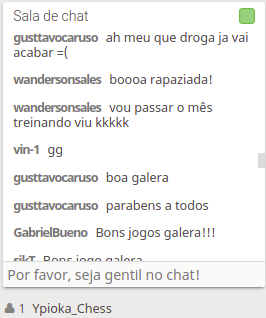 Sala de chat
gusttavocaruso ah meu que droga ja vai
acabar =(
wandersonsales boooa rapaziada!
wandersonsales vou passar o mês
treinando viu kkkkk
vin-1 gg
gusttavocaruso boa galera
gusttavocaruso parabens a todos
GabrielBueno Bons jogos galera!!!
sikT Bons jogo galera
Por favor, seja gentil no chat!
1 Ypioka_Chess